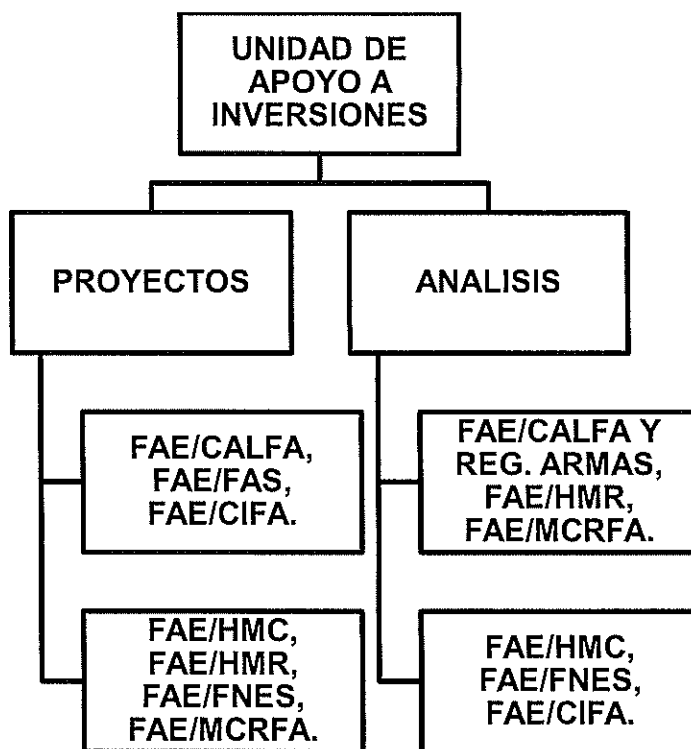 UNIDAD DE
APOYO A
INVERSIONES
PROYECTOS
ANALISIS
FAE/CALFA,
FAE/FAS,
FAE/CIFA.
FAE/CALFA Y
REG. ARMAS,
FAE/HMR,
FAE/MCRFA.
FAE/HMC,
FAE/HMR,
FAE/FNES,
FAE/MCRFA.
FAE/HMC,
FAE/FNES,
FAE/CIFA.